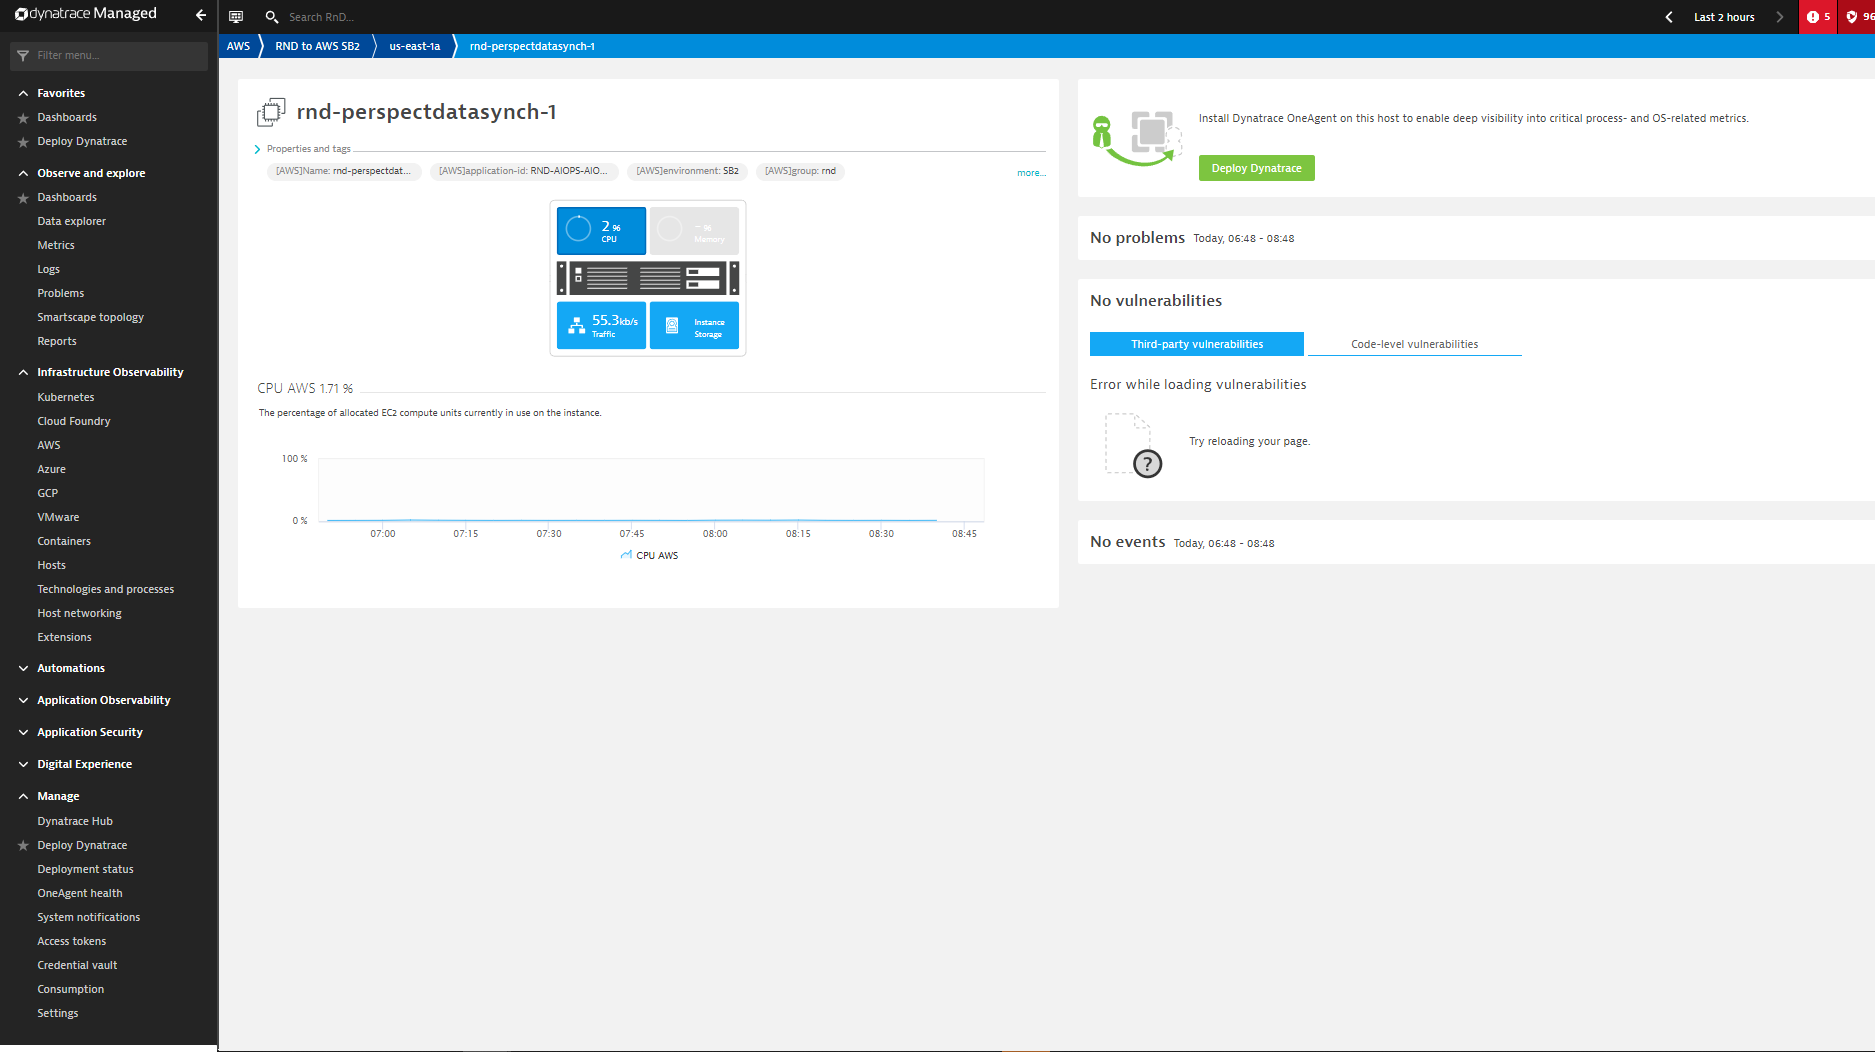 dynatrace Managed
Filter menu...
Favorites
Dashboards
Deploy Dynatrace
Observe and explore
Dashboards
Data explorer
Metrics
Logs
Problems
Smartscape topology
Reports
Infrastructure Observability
Kubernetes
Cloud Foundry
AWS
Azure
GCP
VMware
Containers
Hosts
Technologies and processes
Host networking
Extensions
Automations
Application Observability
Application Security
Digital Experience
Manage
Dynatrace Hub
Deploy Dynatrace
Deployment status
OneAgent health
System notifications
Access tokens
Credential vault
Consumption
Settings
Search RnD...
Last 2 hours
5
96
AWS
RND to AWS SB2
us-east-1a
rnd-perspectdatasynch-1
rnd-perspectdatasynch-1
Properties and tags
[AWS]Name: rnd-perspectdat...
[AWS]application-id: RND-AIOPS-AIO...
[AWS]environment: SB2
[AWS]group: rnd
more...
2 %
CPU
- %
Memory
55.3kb/s
Traffic
Instance
Storage
CPU AWS 1.71 %
The percentage of allocated EC2 compute units currently in use on the instance.
100 %
0 %
07:00 07:15 07:30 07:45 08:00 08:15 08:30 08:45
CPU AWS
Install Dynatrace OneAgent on this host to enable deep visibility into critical process- and OS-related metrics.
Deploy Dynatrace
No problems Today, 06:48 - 08:48
No vulnerabilities
Third-party vulnerabilities
Code-level vulnerabilities
Error while loading vulnerabilities
?
Try reloading your page.
No events Today, 06:48 - 08:48